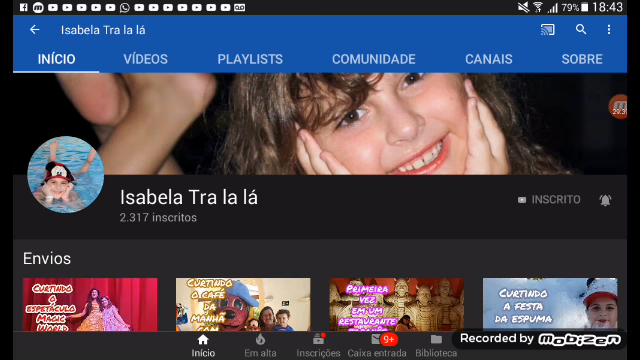 79% 18:43
Isabela Tra la lá
INÍCIO VÍDEOS PLAYLISTS COMUNIDADE CANAIS SOBRE
Isabela Tra la lá
2.317 inscritos
INSCRITO
Envios
CURTINDO
O
ESPETÁCULO
MAGIC
WORLD
CURTINDO
O CAFÉ
DA
MANHÃ
COM
PRIMEIRA
VEZ
EM UM
RESTAURANTE
CURTINDO
A FESTA
DA ESPUMA
Recorded by mobizen
9+
Início Em alta Inscrições Caixa entrada Biblioteca